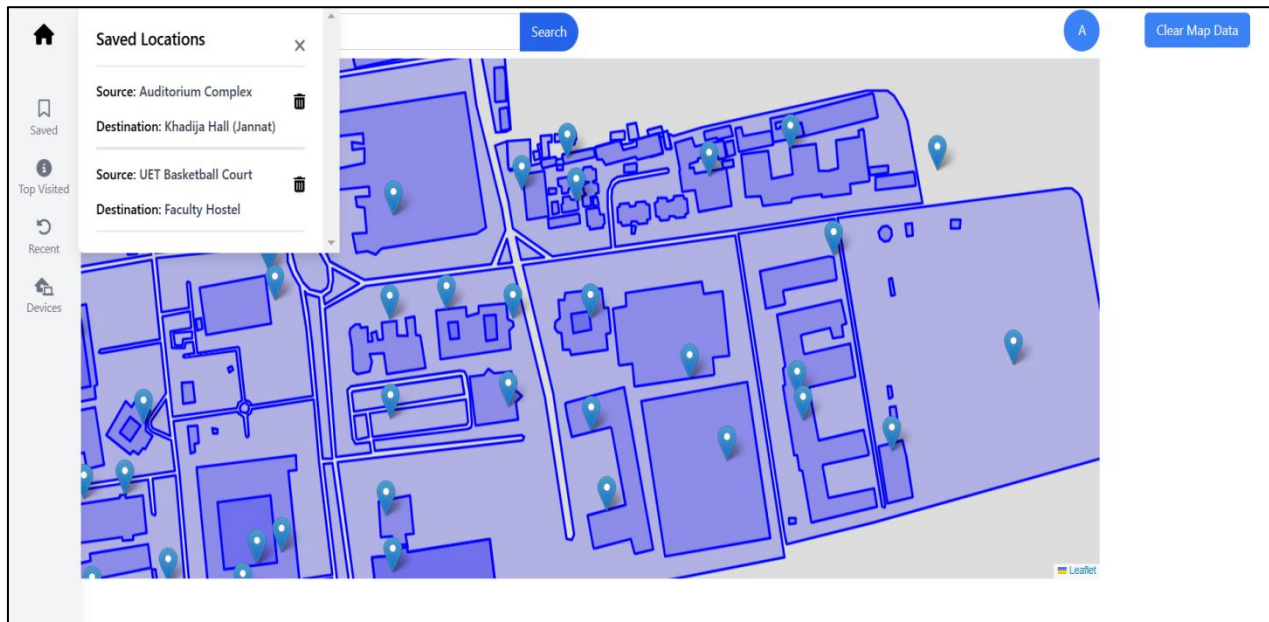 Saved Locations
Source: Auditorium Complex
Destination: Khadija Hall (Jannat)
Source: UET Basketball Court
Destination: Faculty Hostel
Search
A
Clear Map Data
Saved
Top Visited
Recent
Devices
Leaflet